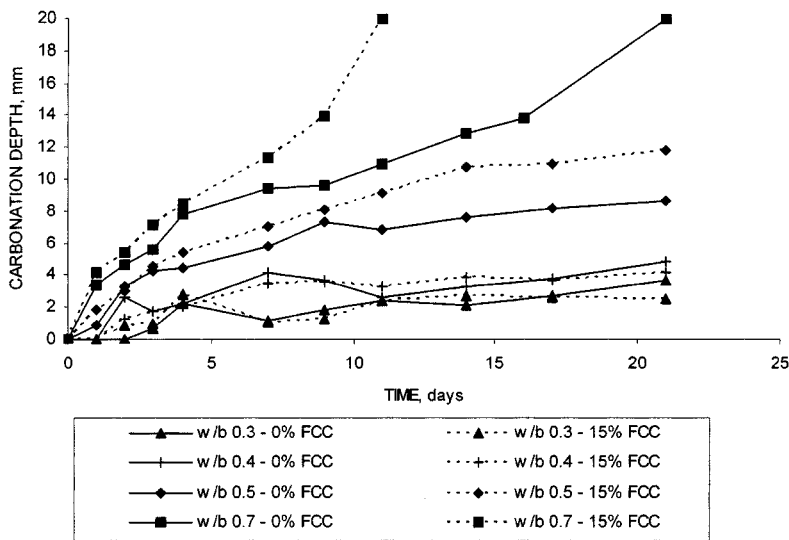 CARBONATION DEPTH, mm
20
18
16
14
12
10
8
6
4
2
0
0 5 10 15 20 25
TIME, days
w/b 0.3 - 0% FCC w/b 0.3 - 15% FCC
w/b 0.4 - 0% FCC w/b 0.4 - 15% FCC
w/b 0.5 - 0% FCC w/b 0.5 - 15% FCC
w/b 0.7 - 0% FCC w/b 0.7 - 15% FCC